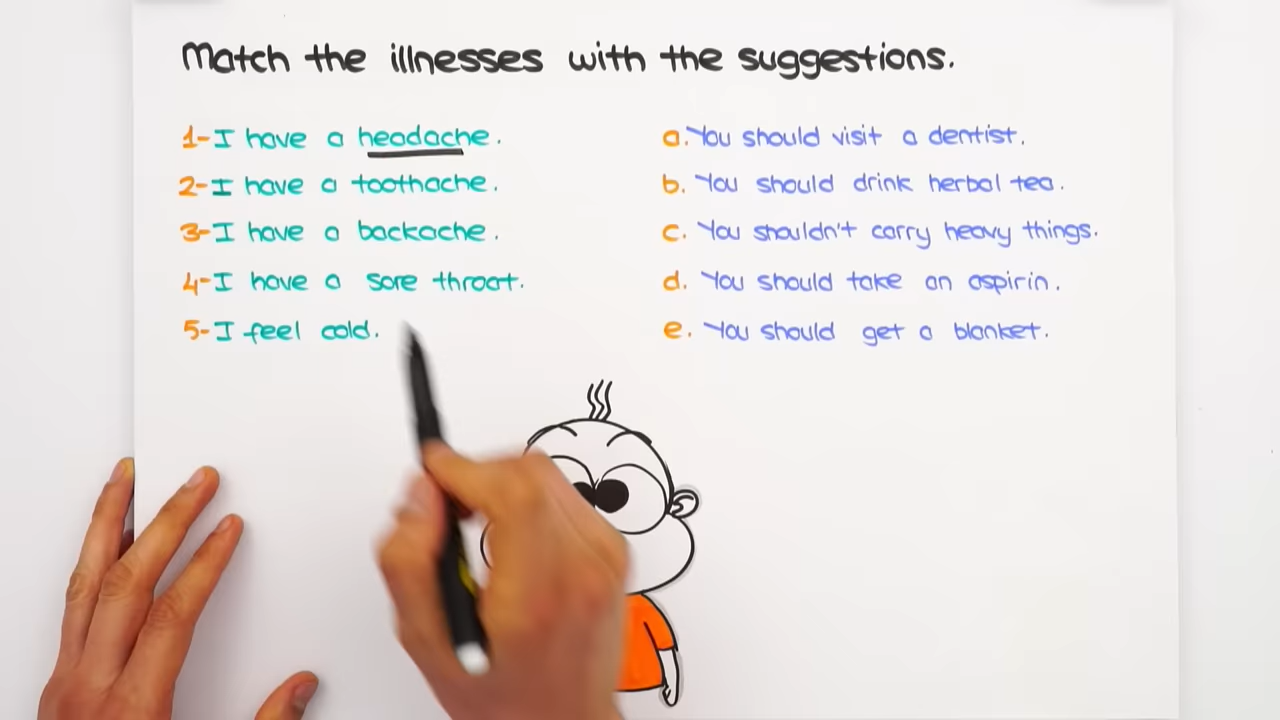 Match the illnesses with the suggestions.
1-I have a headache.
2-I have a toothache.
3-I have a backache.
4-I have a sore throat.
5-I feel cold.
a. You should visit a dentist.
b. You should drink herbal tea.
c. You shouldn't carry heavy things.
d. You should take an aspirin.
e. You should get a blanket.